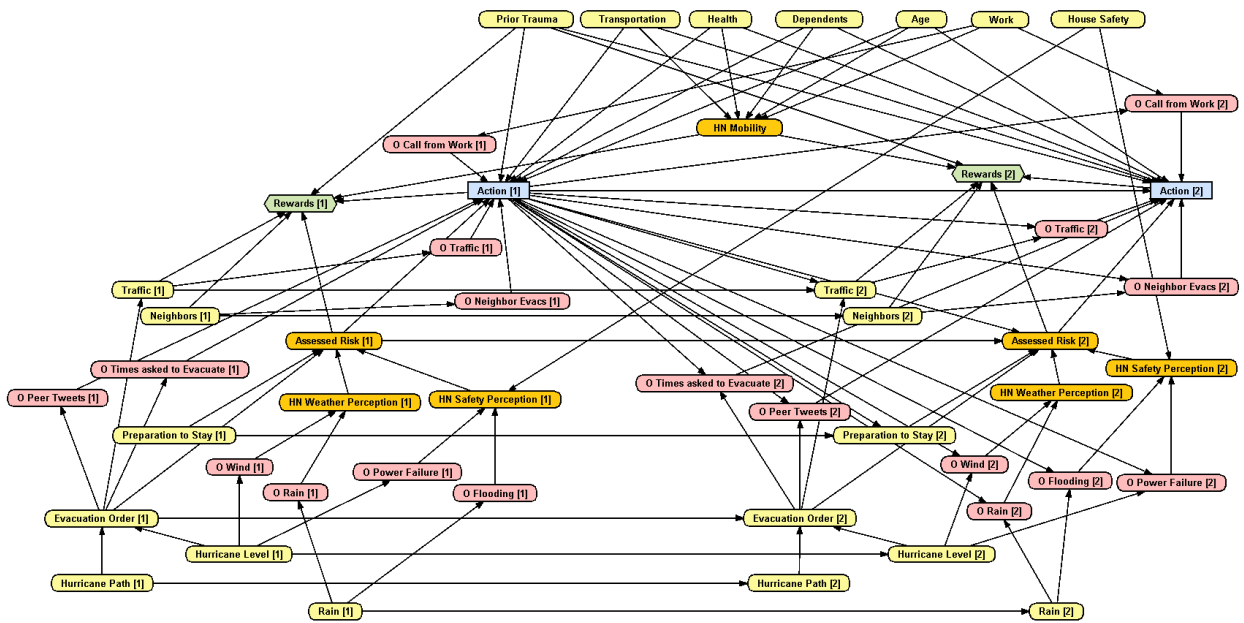 Prior Trauma
Transportation
Health
Dependents
Age
Work
House Safety
O Call from Work [2]
HN Mobility
O Call from Work [1]
Rewards [2]
Action [1]
Action [2]
Rewards [1]
O Traffic [2]
O Traffic [1]
O Neighbor Evacs [2]
Traffic [1]
Traffic [2]
O Neighbor Evacs [1]
Neighbors [1]
Neighbors [2]
Assessed Risk [1]
Assessed Risk [2]
O Times asked to Evacuate [1]
HN Safety Perception [2]
O Times asked to Evacuate [2]
O Peer Tweets [1]
HN Weather Perception [1]
HN Safety Perception [1]
HN Weather Perception [2]
O Peer Tweets [2]
Preparation to Stay [1]
Preparation to Stay [2]
O Wind [1]
O Power Failure [1]
O Wind [2]
O Rain [1]
O Flooding [1]
O Flooding [2]
O Power Failure [2]
O Rain [2]
Evacuation Order [1]
Evacuation Order [2]
Hurricane Level [1]
Hurricane Level [2]
Hurricane Path [1]
Hurricane Path [2]
Rain [1]
Rain [2]